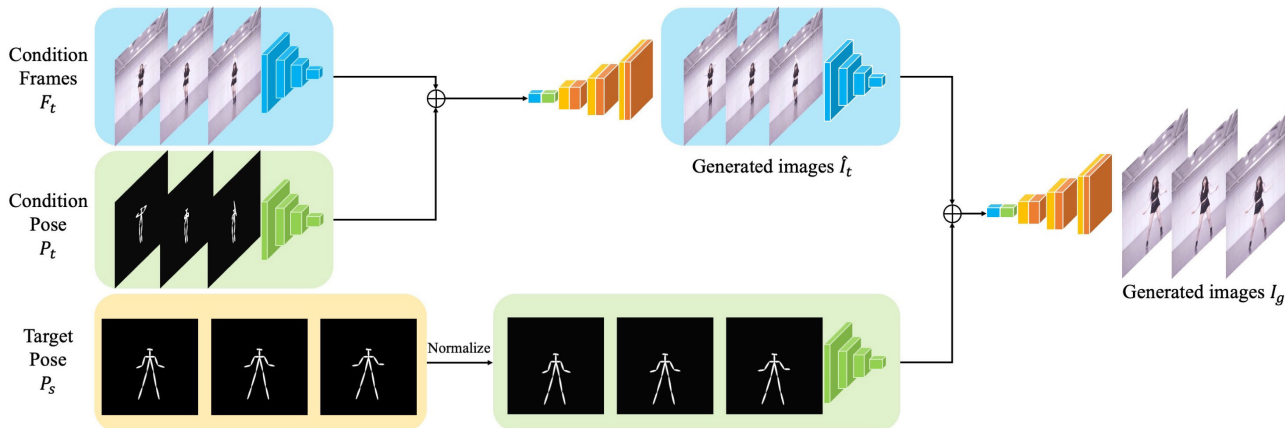 Condition
Frames
F_t
Condition
Pose
P_t
Target
Pose
P_s
Normalize
Generated images Î_t
Generated images I_g